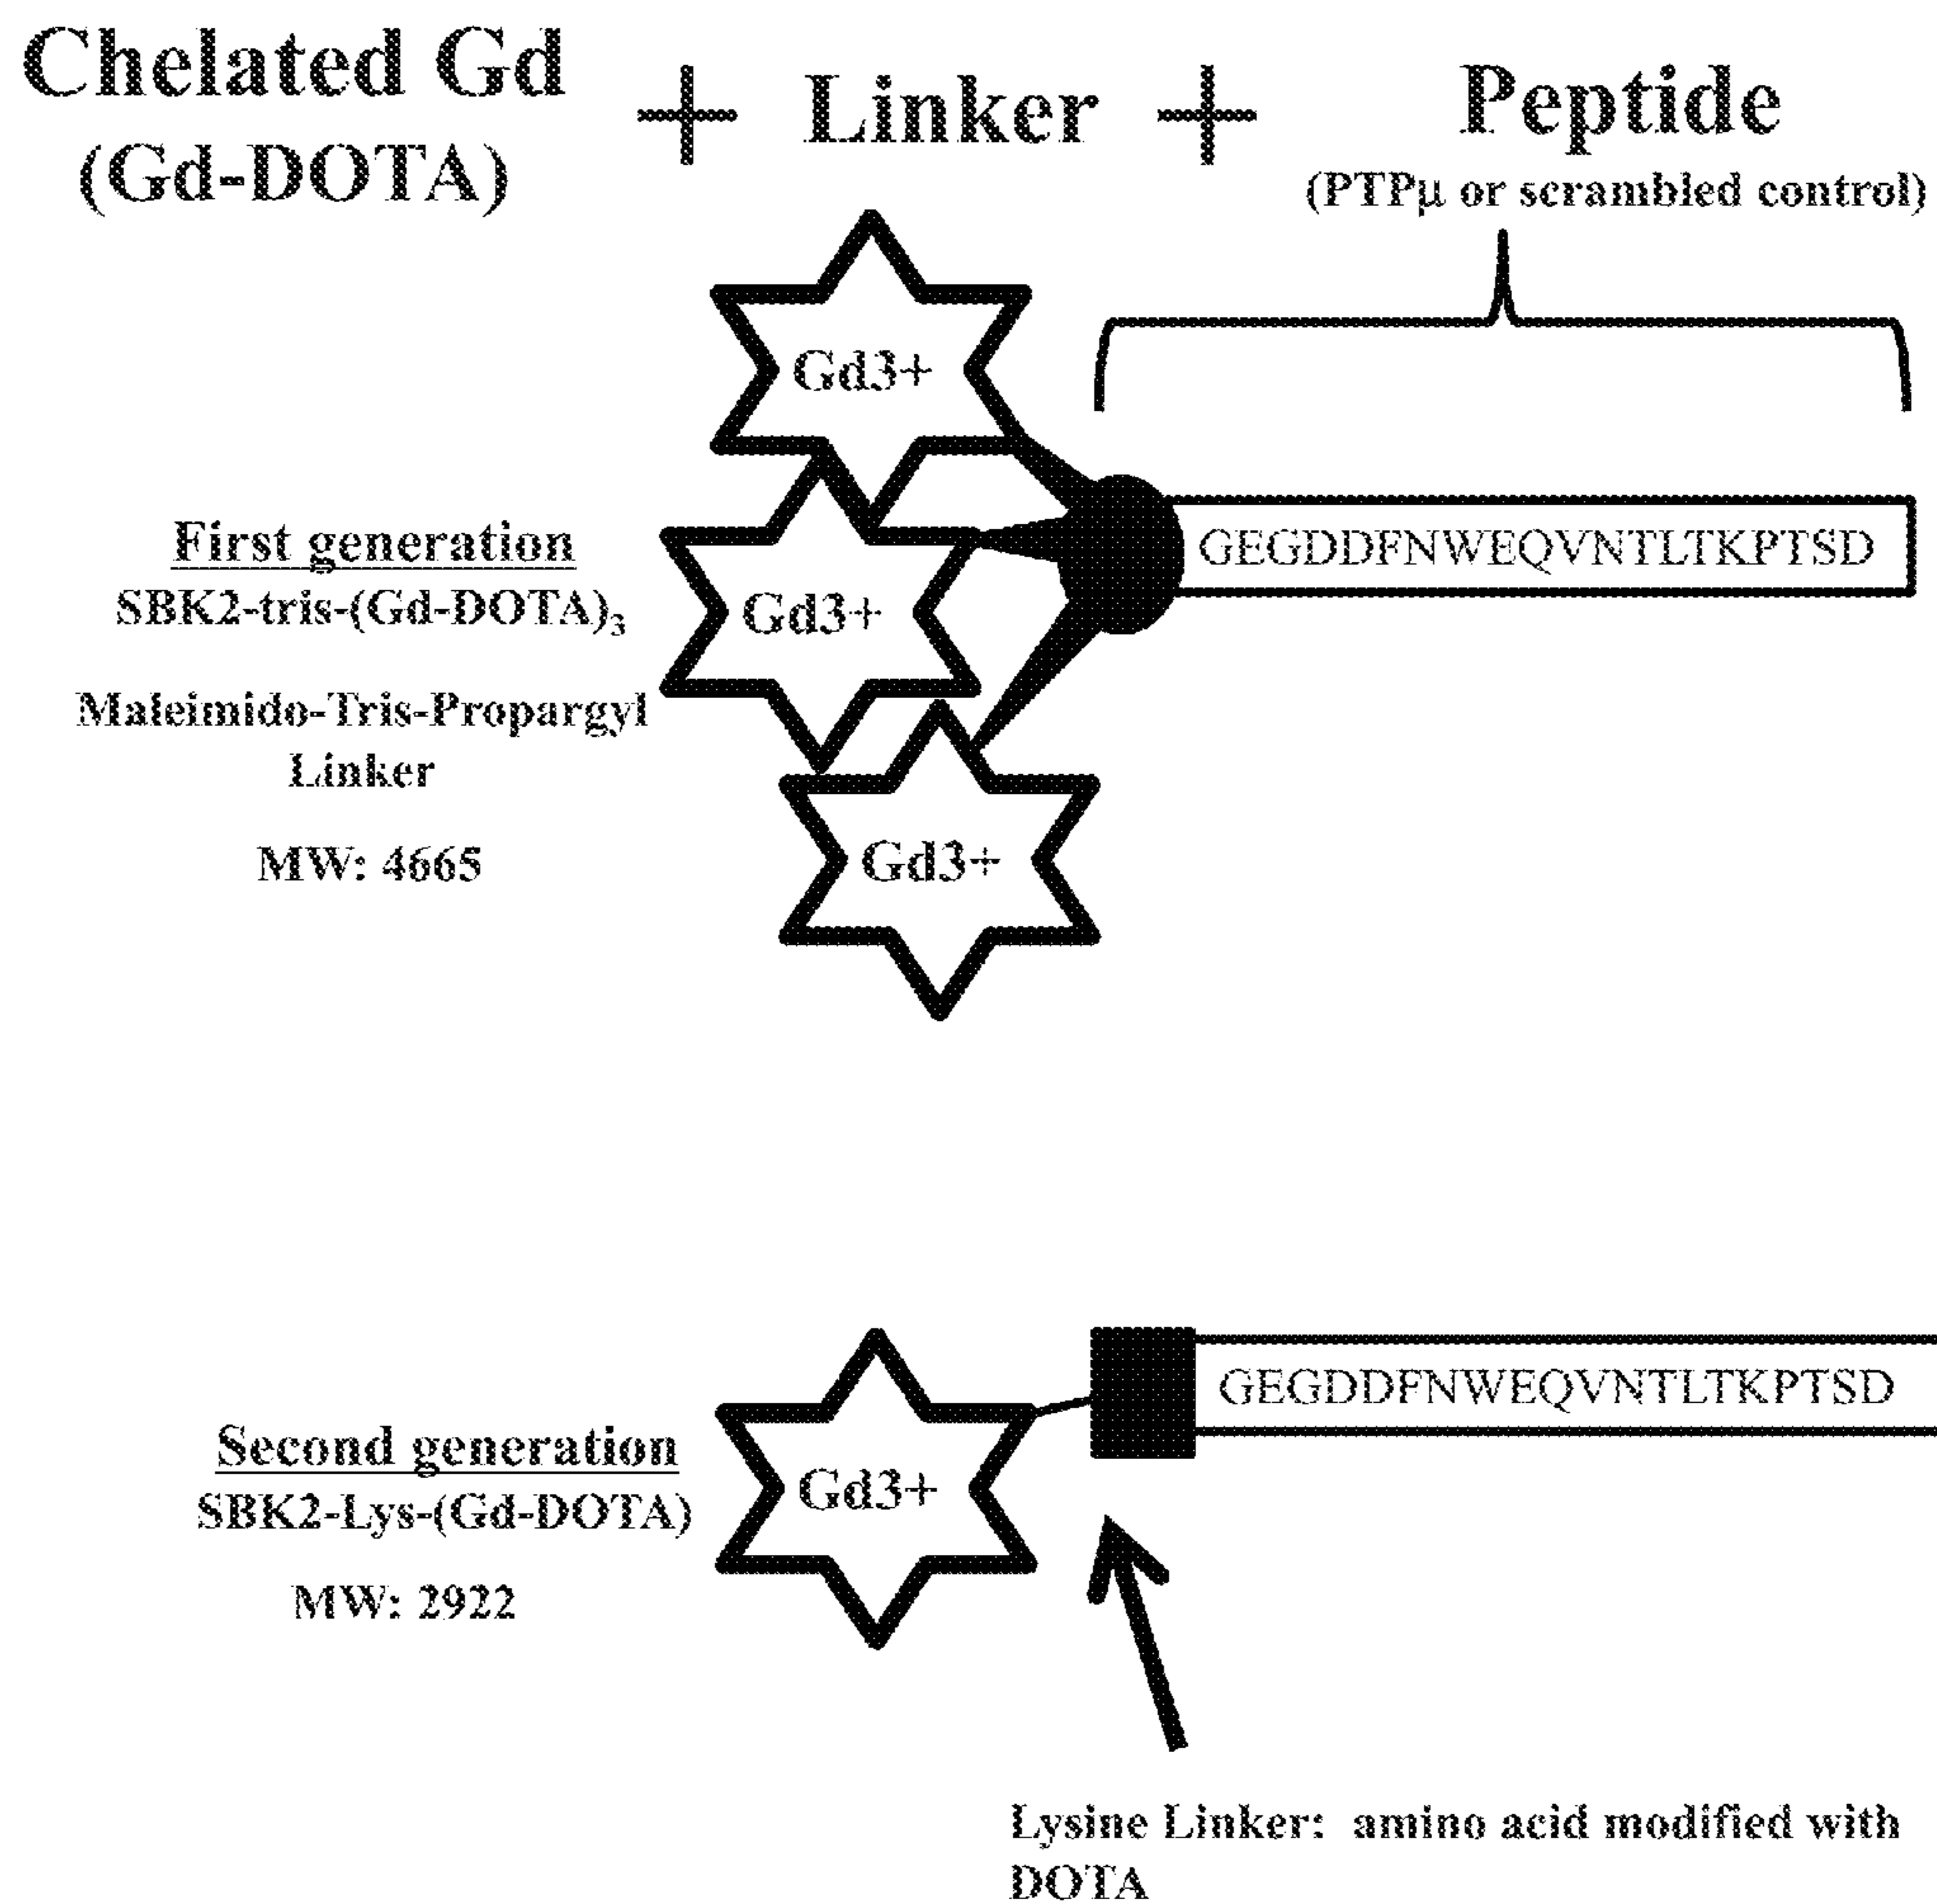 Chelated Gd
(Gd-DOTA)
+ Linker +
Peptide
(PTPμ or scrambled control)
Gd3+
First generation
SBK2-tris-(Gd-DOTA)₃
Maleimido-Tris-Propargyl
Linker
MW: 4665
Gd3+
Gd3+
GEGDDFNWEQVNTLTKPTSD
Second generation
SBK2-Lys-(Gd-DOTA)
MW: 2922
Gd3+
GEGDDFNWEQVNTLTKPTSD
Lysine Linker: amino acid modified with
DOTA